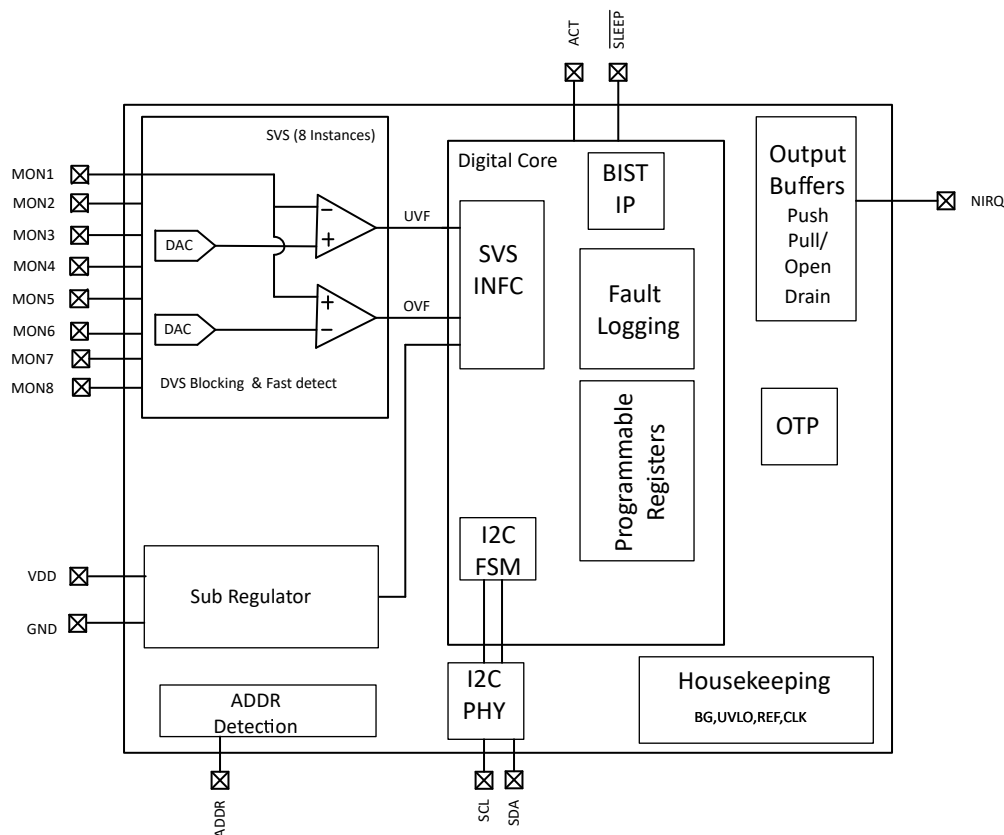 ACT
SLEEP
SVS (8 Instances)
MON1
MON2
MON3
MON4
MON5
MON6
MON7
MON8
−
+
DAC
UVF
+
−
DAC
OVF
DVS Blocking & Fast detect
Digital Core
BIST
IP
SVS
INFC
Fault
Logging
Programmable
Registers
I2C
FSM
Output
Buffers
Push
Pull/
Open
Drain
NIRQ
OTP
VDD
GND
Sub Regulator
ADDR
Detection
I2C
PHY
Housekeeping
BG,UVLO,REF,CLK
ADDR
SCL
SDA